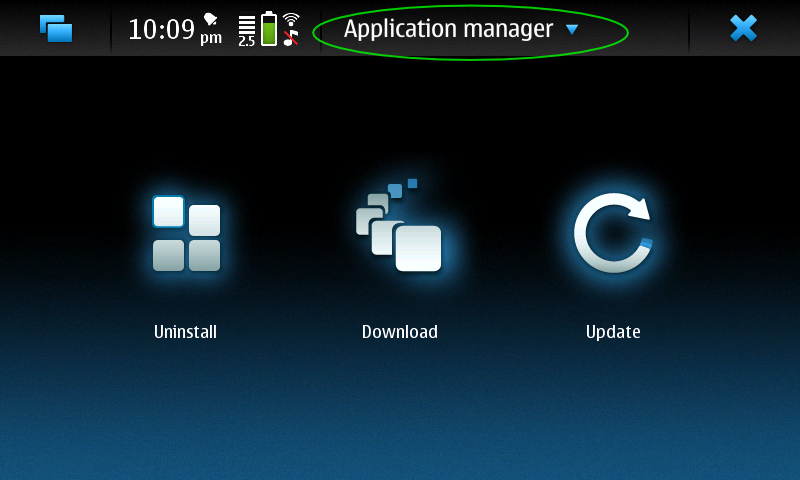 10:09 pm
2.5
Application manager
Uninstall
Download
Update